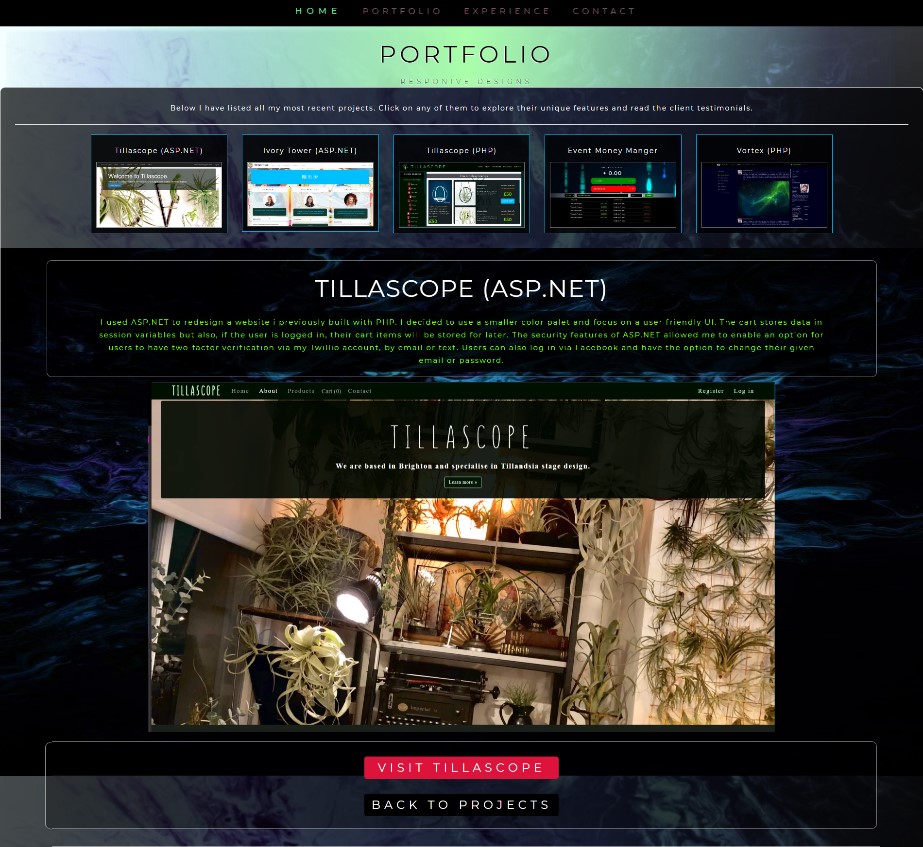 HOME PORTFOLIO EXPERIENCE CONTACT
PORTFOLIO
RESPONIVE DESIGNS
Below I have listed all my most recent projects. Click on any of them to explore their unique features and read the client testimonials.
Tillascope (ASP.NET) Ivory Tower (ASP.NET) Tillascope (PHP) Event Money Manger Vortex (PHP)
Welcome to Tillascope
TILLASCOPE
+ 0.00
£50
£50
TILLASCOPE (ASP.NET)
I used ASP.NET to redesign a website i previously built with PHP. I decided to use a smaller color palet and focus on a user friendly UI. The cart stores data in
session variables but also, if the user is logged in, their cart items will be stored for later. The security features of ASP.NET allowed me to enable an option for
users to have two factor verification via my Twillio account, by email or text. Users can also log in via Facebook and have the option to change their given
email or password.
TILLASCOPE Home About Products Cart (0) Contact Register Log in
TILLASCOPE
We are based in Brighton and specialise in Tillandsia stage design.
Learn more »
VISIT TILLASCOPE
BACK TO PROJECTS